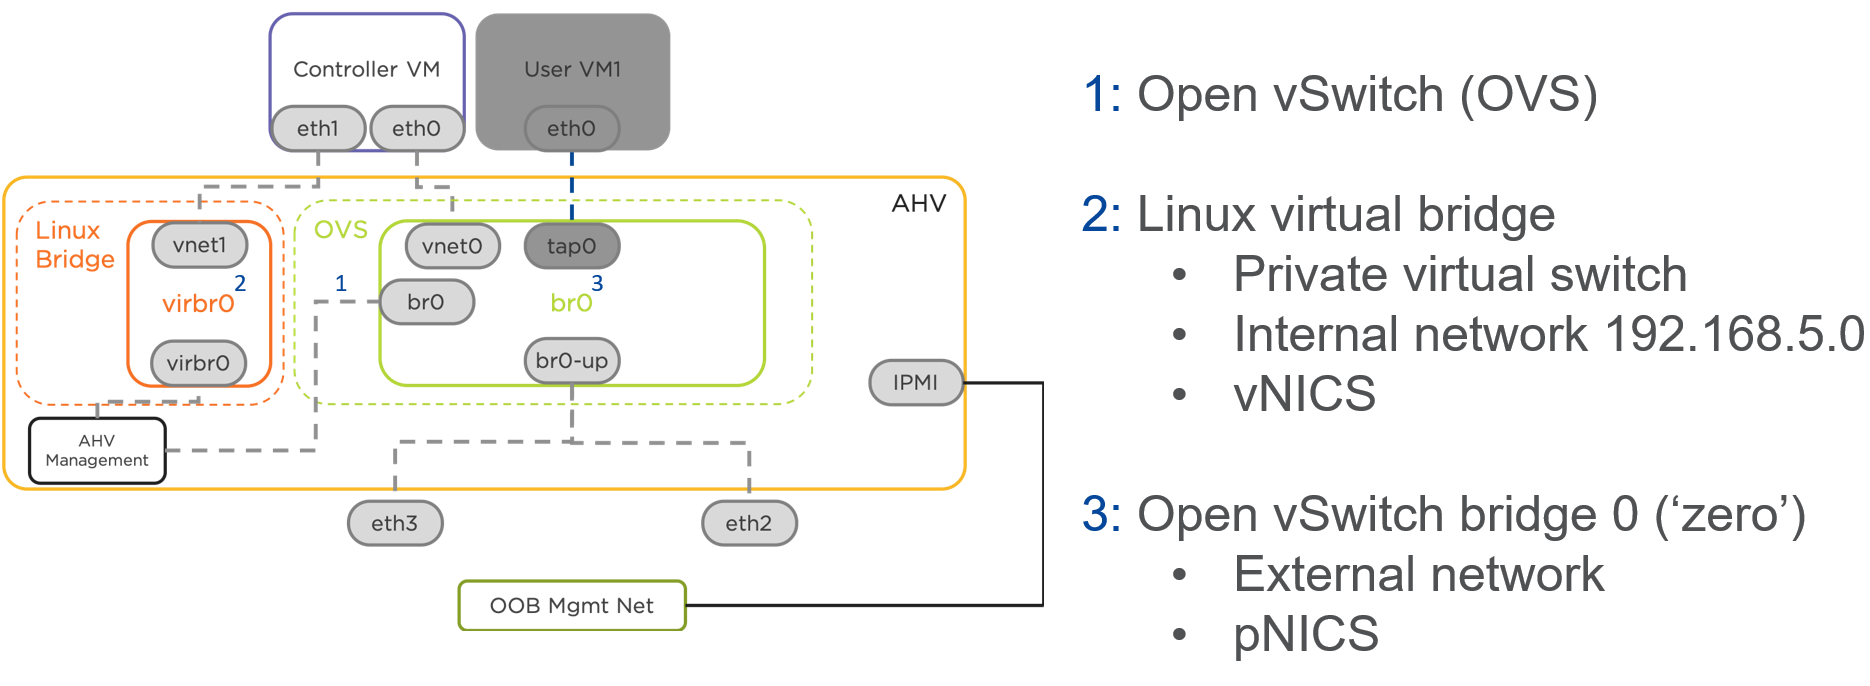 Controller VM
User VM1
eth1
eth0
eth0
AHV
Linux
Bridge
OVS
vnet1
vnet0
tap0
2
1
3
virbr0
br0
br0
virbr0
br0-up
IPMI
AHV
Management
eth3
eth2
OOB Mgmt Net
1: Open vSwitch (OVS)
2: Linux virtual bridge
• Private virtual switch
• Internal network 192.168.5.0
• vNICS
3: Open vSwitch bridge 0 (‘zero’)
• External network
• pNICS